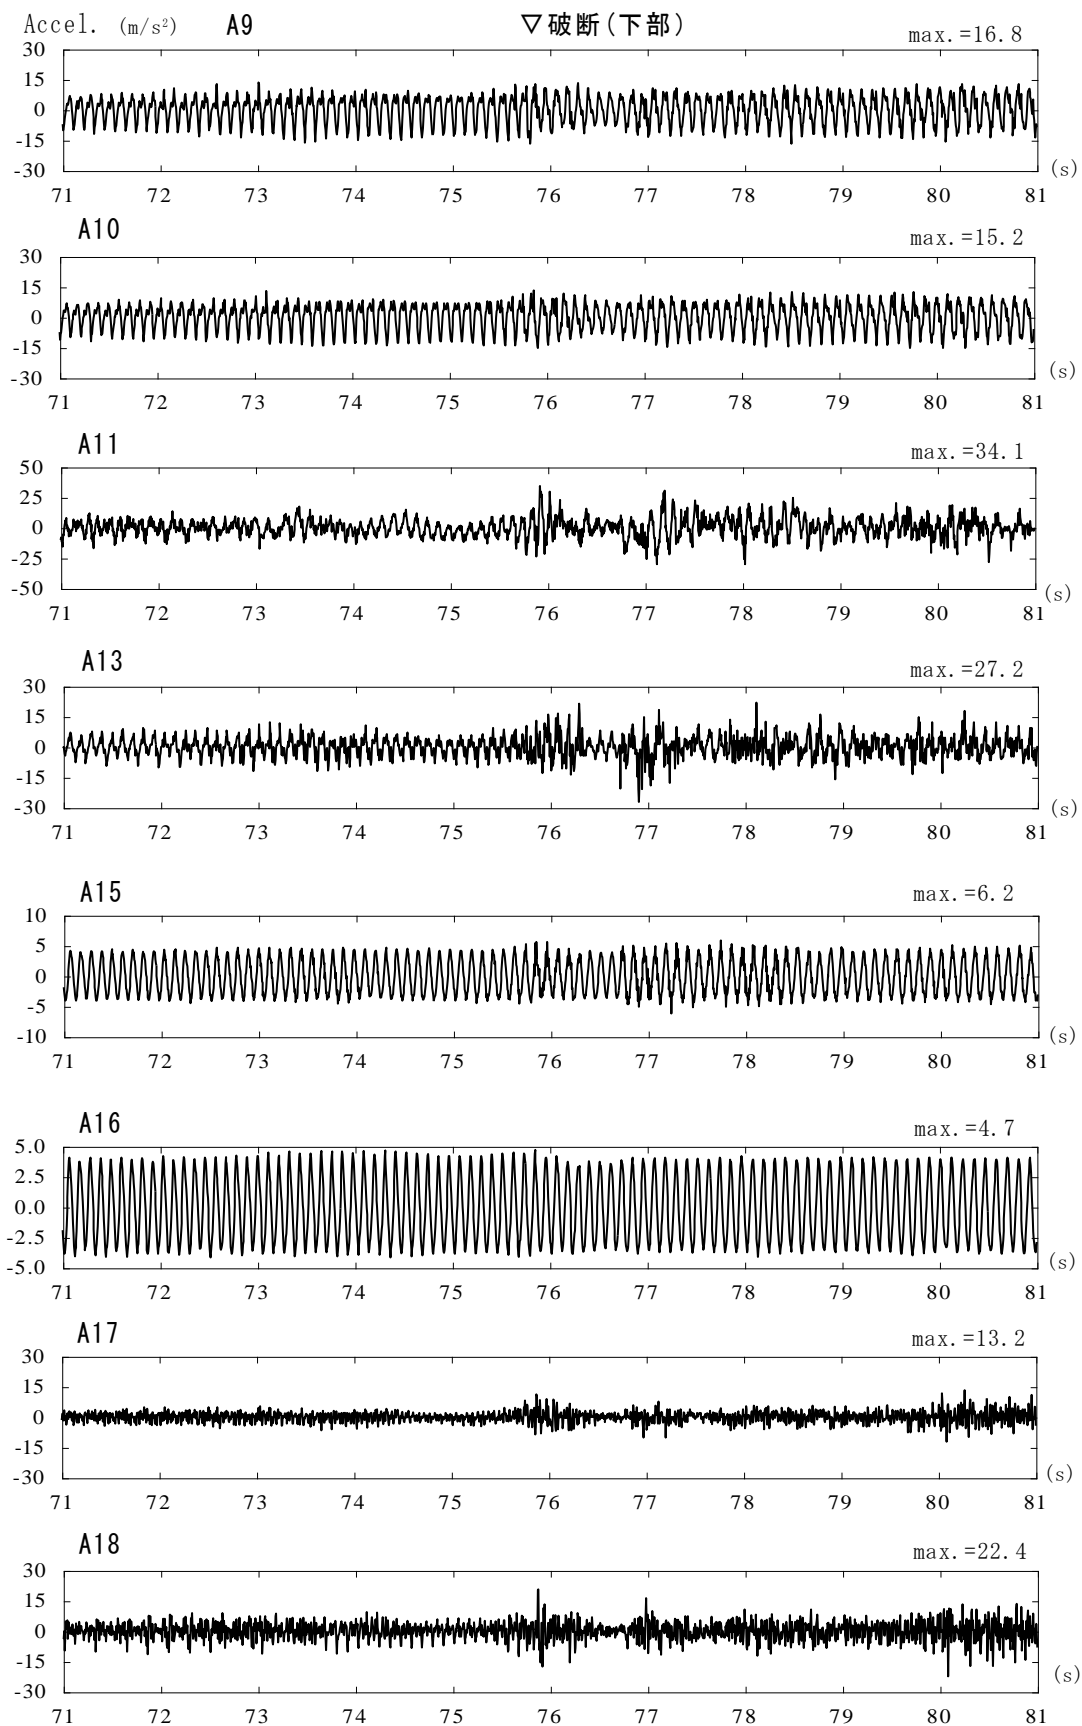 Accel. (m/s²) A9 ▽破断(下部) max.=16.8
30
15
0
-15
-30
(s)
71 72 73 74 75 76 77 78 79 80 81
A10 max.=15.2
30
15
0
-15
-30
(s)
71 72 73 74 75 76 77 78 79 80 81
A11 max.=34.1
50
25
0
-25
-50
(s)
71 72 73 74 75 76 77 78 79 80 81
A13 max.=27.2
30
15
0
-15
-30
(s)
71 72 73 74 75 76 77 78 79 80 81
A15 max.=6.2
10
5
0
-5
-10
(s)
71 72 73 74 75 76 77 78 79 80 81
A16 max.=4.7
5.0
2.5
0.0
-2.5
-5.0
(s)
71 72 73 74 75 76 77 78 79 80 81
A17 max.=13.2
30
15
0
-15
-30
(s)
71 72 73 74 75 76 77 78 79 80 81
A18 max.=22.4
30
15
0
-15
-30
(s)
71 72 73 74 75 76 77 78 79 80 81